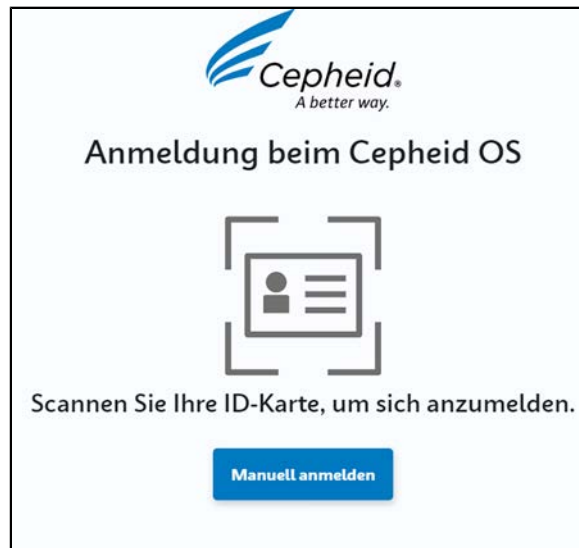 Cepheid®
A better way.
Anmeldung beim Cepheid OS
Scannen Sie Ihre ID-Karte, um sich anzumelden.
Manuell anmelden